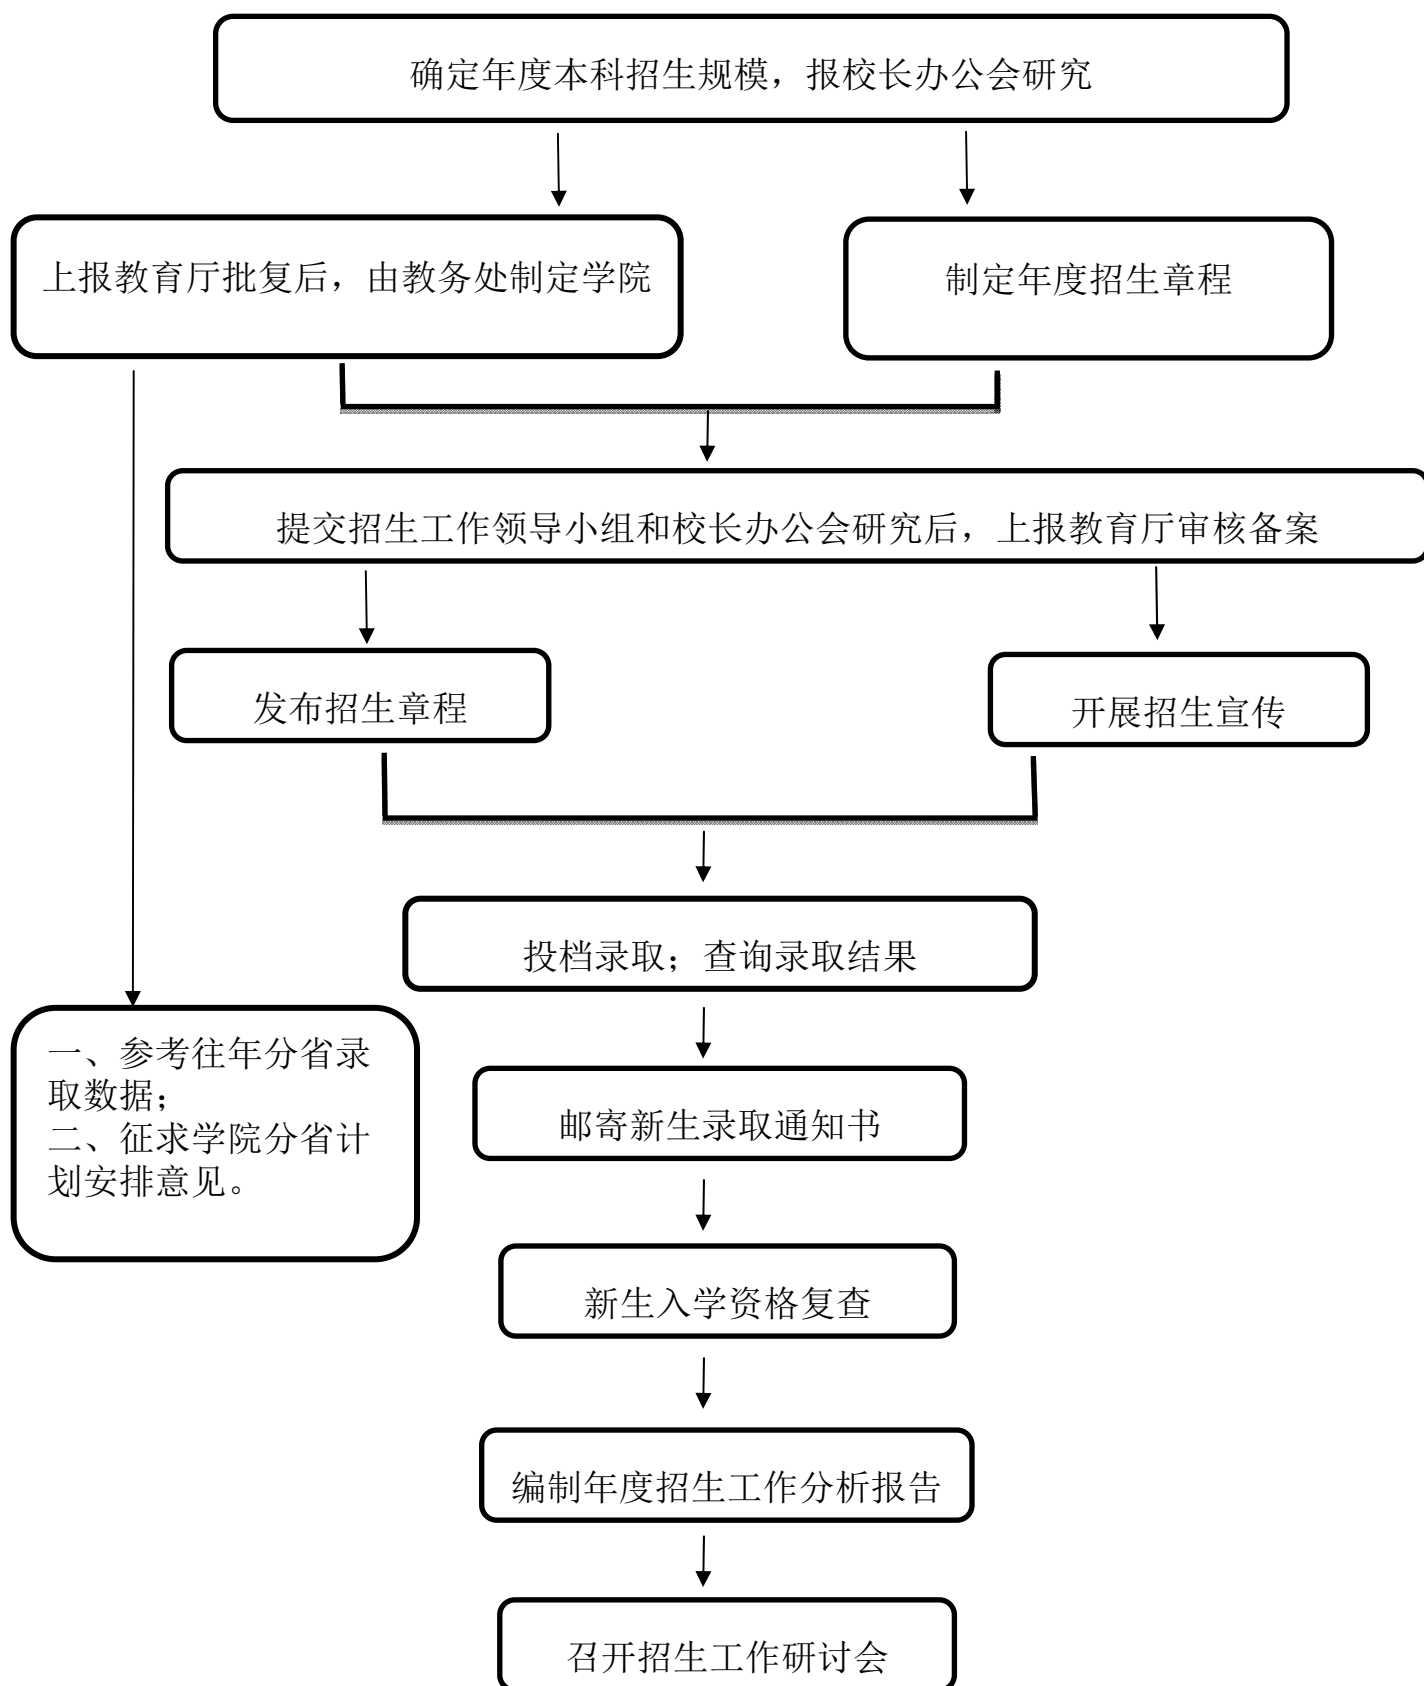 确定年度本科招生规模，报校长办公会研究
上报教育厅批复后，由教务处制定学院
制定年度招生章程
提交招生工作领导小组和校长办公会研究后，上报教育厅审核备案
发布招生章程
开展招生宣传
投档录取；查询录取结果
一、参考往年分省录
取数据；
二、征求学院分省计
划安排意见。
邮寄新生录取通知书
新生入学资格复查
编制年度招生工作分析报告
召开招生工作研讨会